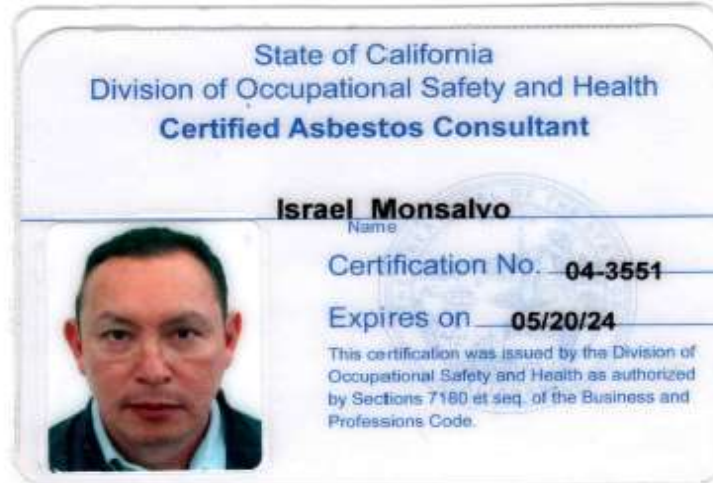 State of California
Division of Occupational Safety and Health
Certified Asbestos Consultant
Israel Monsalvo
Name
Certification No. 04-3551
Expires on 05/20/24
This certification was issued by the Division of
Occupational Safety and Health as authorized
by Sections 7180 et seq. of the Business and
Professions Code.